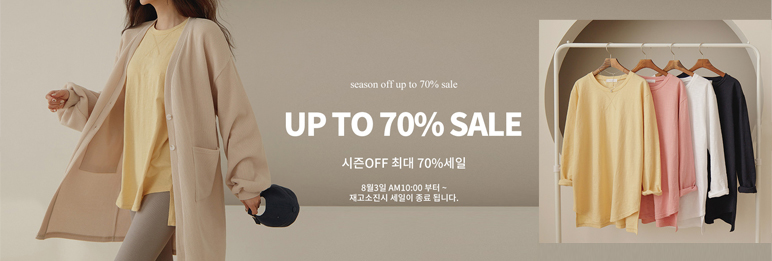 season off up to 70% sale
UP TO 70% SALE
시즌OFF 최대 70%세일
8월3일 AM10:00 부터 ~
재고소진시 세일이 종료 됩니다.